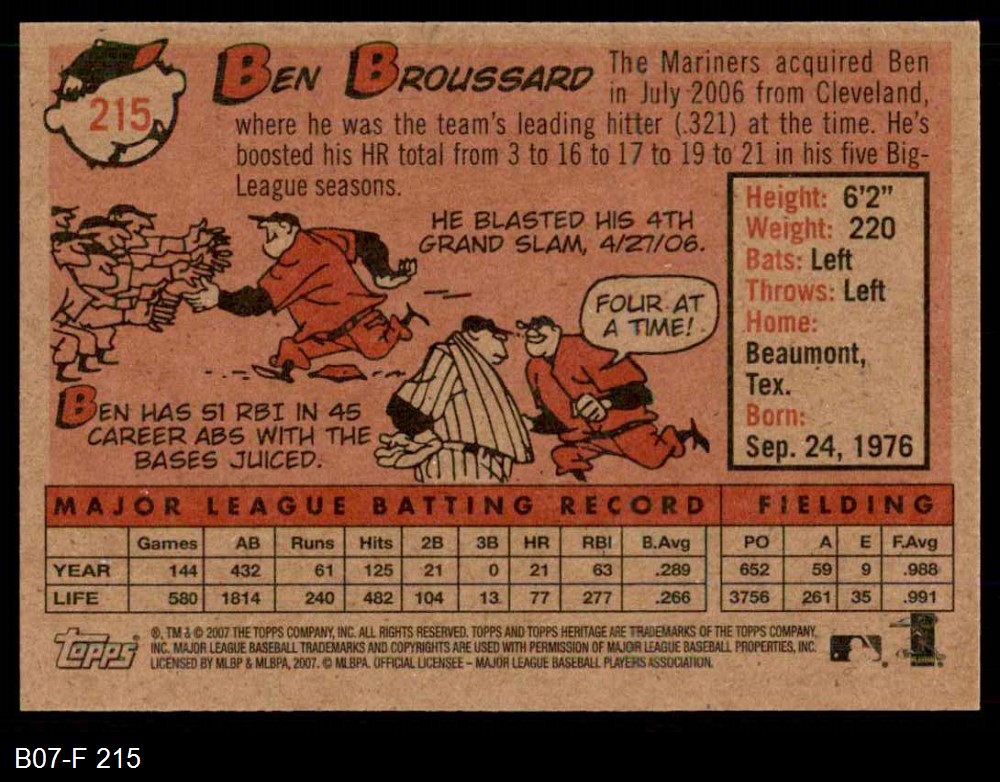 215
BEN BROUSSARD
The Mariners acquired Ben
in July 2006 from Cleveland,
where he was the team's leading hitter (.321) at the time. He's
boosted his HR total from 3 to 16 to 17 to 19 to 21 in his five Big-
League seasons.
HE BLASTED HIS 4TH
GRAND SLAM, 4/27/06.
FOUR AT
A TIME!
BEN HAS 51 RBI IN 45
CAREER ABS WITH THE
BASES JUICED.
Height: 6'2"
Weight: 220
Bats: Left
Throws: Left
Home:
Beaumont,
Tex.
Born:
Sep. 24, 1976
MAJOR LEAGUE BATTING RECORD FIELDING
Games AB Runs Hits 2B 3B HR RBI B.Avg PO A E F.Avg
YEAR 144 432 61 125 21 0 21 63 .289 652 59 9 .988
LIFE 580 1814 240 482 104 13 77 277 .266 3756 261 35 .991
topps
®, TM & © 2007 THE TOPPS COMPANY, INC. ALL RIGHTS RESERVED. TOPPS AND TOPPS HERITAGE ARE TRADEMARKS OF THE TOPPS COMPANY,
INC. MAJOR LEAGUE BASEBALL TRADEMARKS AND COPYRIGHTS ARE USED WITH PERMISSION OF MAJOR LEAGUE BASEBALL PROPERTIES, INC.
LICENSED BY MLBP & MLBPA, 2007. © MLBPA. OFFICIAL LICENSEE – MAJOR LEAGUE BASEBALL PLAYERS ASSOCIATION.
B07-F 215